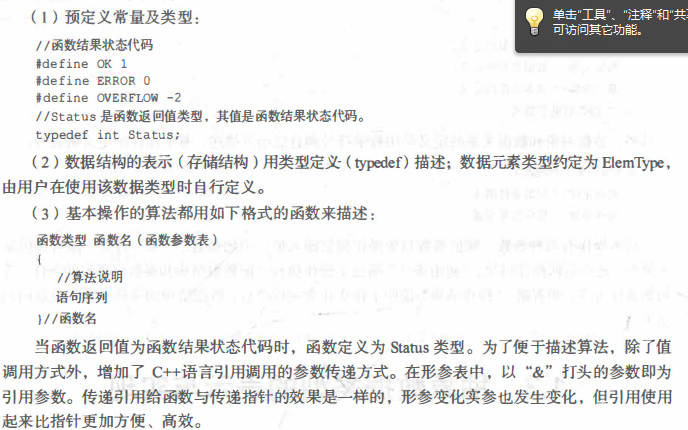 （1）预定义常量及类型：
单击“工具”、“注释”和“共享
可访问其它功能。
//函数结果状态代码
#define OK 1
#define ERROR 0
#define OVERFLOW -2
//Status 是函数返回值类型，其值是函数结果状态代码。
typedef int Status;
（2）数据结构的表示（存储结构）用类型定义（typedef）描述；数据元素类型约定为 ElemType，
由用户在使用该数据类型时自行定义。
（3）基本操作的算法都用如下格式的函数来描述：
函数类型 函数名（函数参数表）
{
//算法说明
语句序列
}//函数名
当函数返回值为函数结果状态代码时，函数定义为 Status 类型。为了便于描述算法，除了值
调用方式外，增加了 C++语言引用调用的参数传递方式。在形参表中，以“&”打头的参数即为
引用参数。传递引用给函数与传递指针的效果是一样的，形参变化实参也发生变化，但引用使用
起来比指针更加方便、高效。